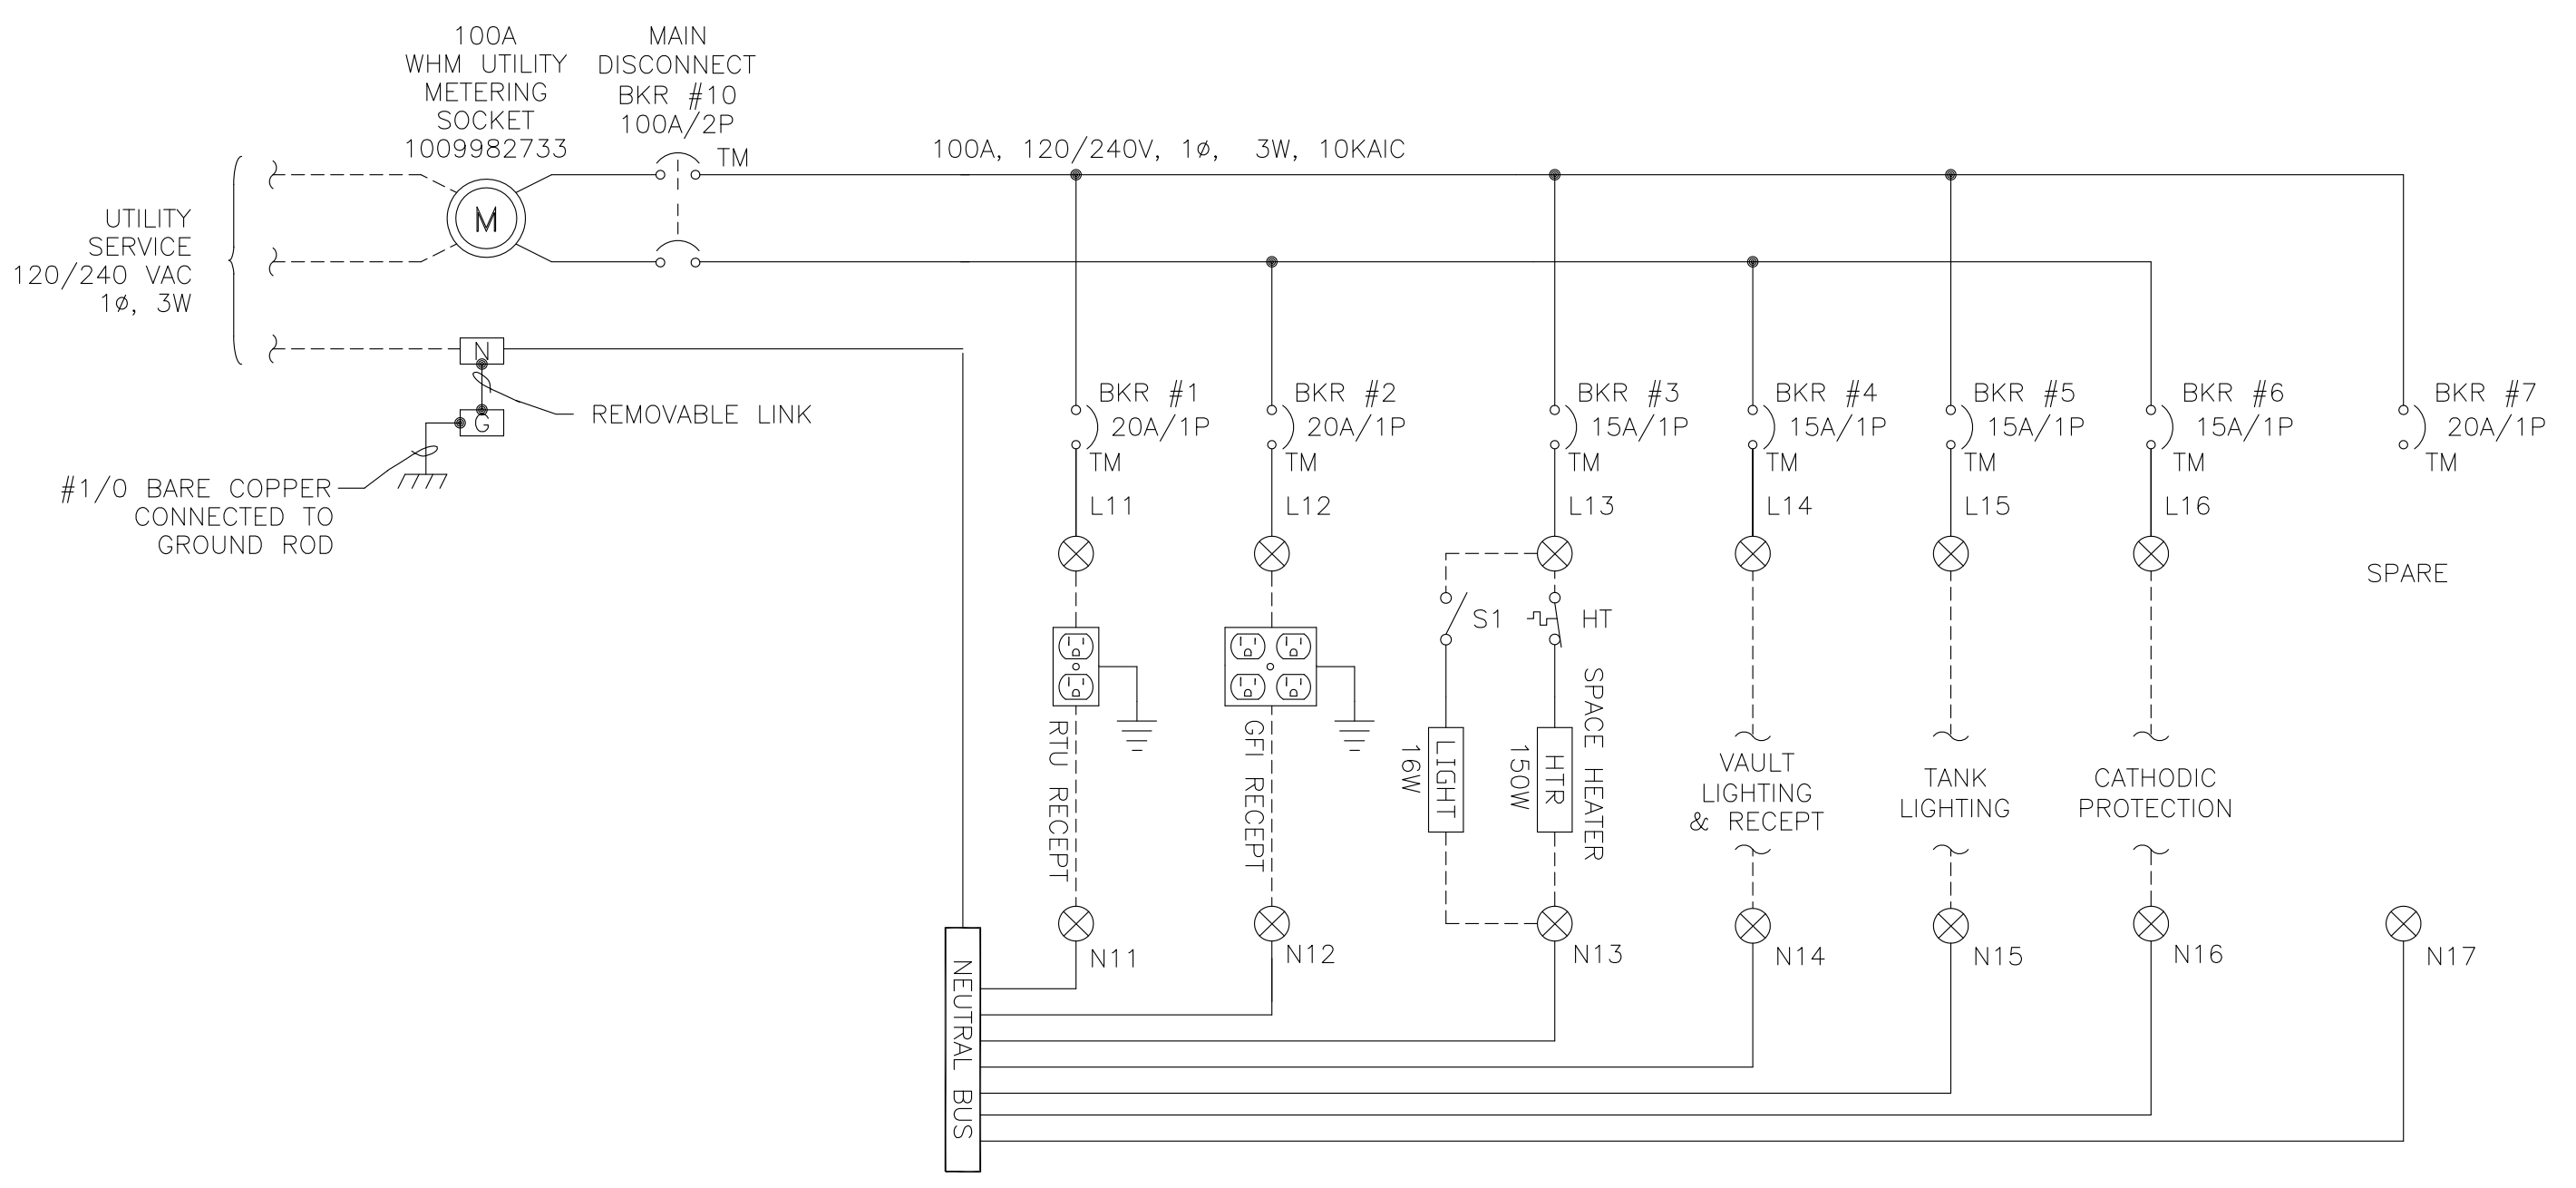 100A
WHM UTILITY
METERING
SOCKET
1009982733
MAIN
DISCONNECT
BKR #10
100A/2P
TM
100A, 120/240V, 1ø, 3W, 10KAIC
UTILITY
SERVICE
120/240 VAC
1ø, 3W
M
N
G
REMOVABLE LINK
#1/0 BARE COPPER
CONNECTED TO
GROUND ROD
BKR #1
20A/1P
TM
L11
BKR #2
20A/1P
TM
L12
BKR #3
15A/1P
TM
L13
BKR #4
15A/1P
TM
L14
BKR #5
15A/1P
TM
L15
BKR #6
15A/1P
TM
L16
BKR #7
20A/1P
TM
SPARE
S1
HT
RTU RECEPT
GFI RECEPT
LIGHT
16W
HTR
150W
SPACE HEATER
VAULT
LIGHTING
& RECEPT
TANK
LIGHTING
CATHODIC
PROTECTION
N11
N12
N13
N14
N15
N16
N17
NEUTRAL BUS